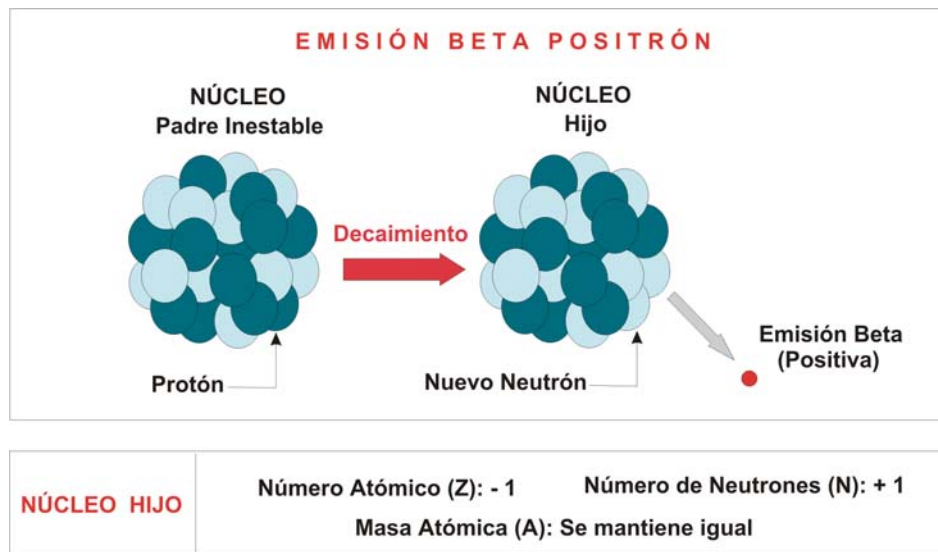 EMISIÓN BETA POSITRÓN
NÚCLEO
Padre Inestable
NÚCLEO
Hijo
Decaimiento
Emisión Beta
(Positiva)
Protón
Nuevo Neutrón
NÚCLEO HIJO
Número Atómico (Z): - 1
Número de Neutrones (N): + 1
Masa Atómica (A): Se mantiene igual